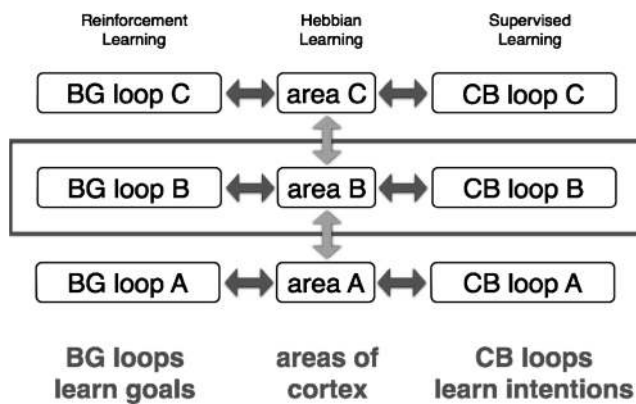 Reinforcement Learning
Hebbian Learning
Supervised Learning
BG loop C
area C
CB loop C
BG loop B
area B
CB loop B
BG loop A
area A
CB loop A
BG loops
learn goals
areas of
cortex
CB loops
learn intentions